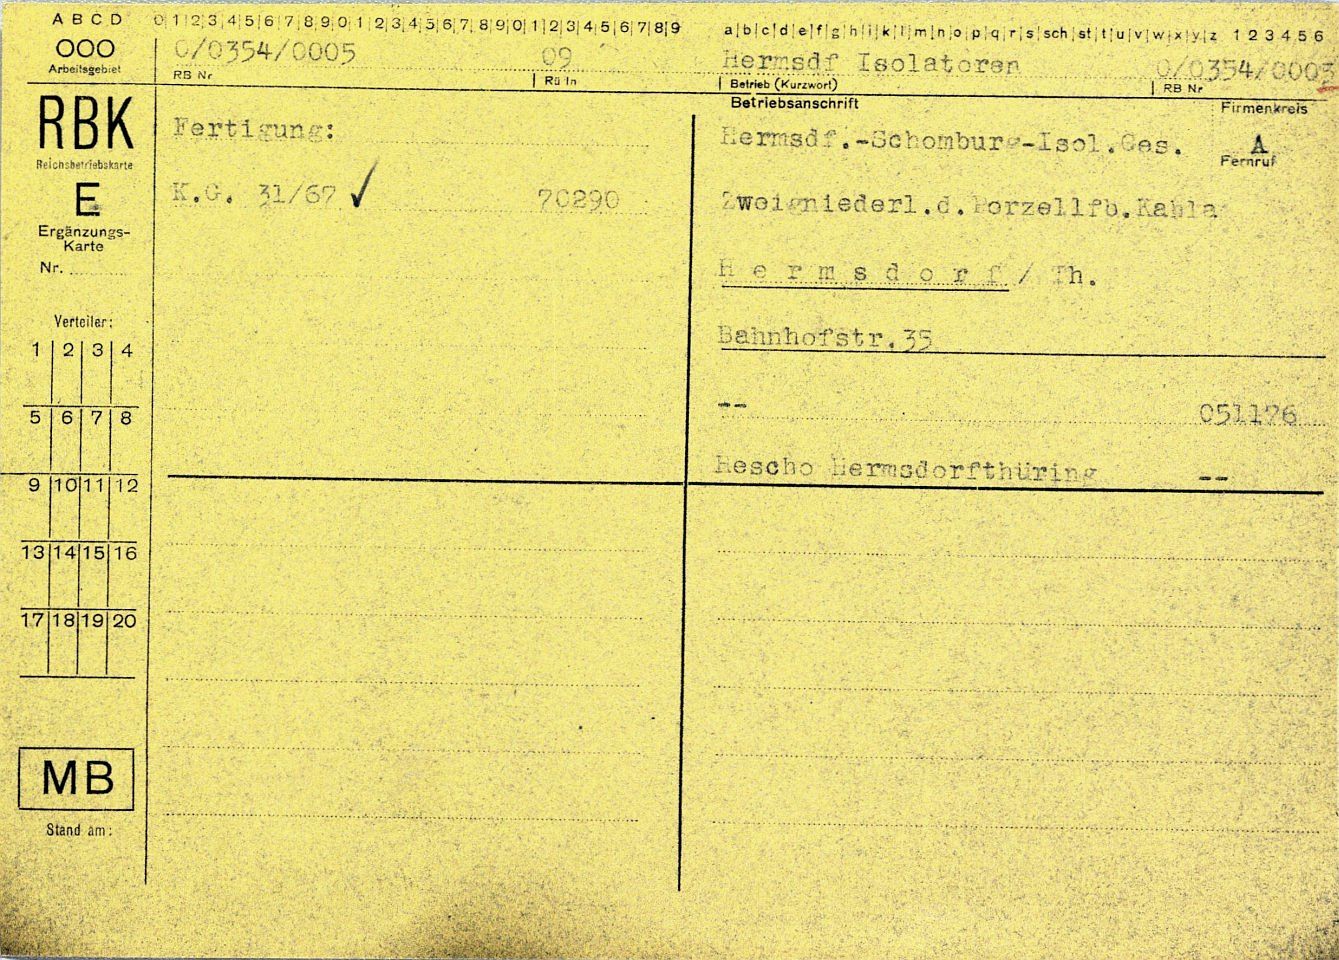 A B C D 0|1|2|3|4|5|6|7|8|9|0|1|2|3|4|5|6|7|8|9|0|1|2|3|4|5|6|7|8|9 a|b|c|d|e|f|g|h|i|k|l|m|n|o|p|q|r|s|sch|st|t|u|v|w|x|y|z 1 2 3 4 5 6
OOO 0/0354/0005 09 Hermsdf Isolatoren 0/0354/0005
Arbeitsgebiet RB Nr Rü In Betrieb (Kurzwort) RB Nr
Betriebsanschrift Firmenkreis
RBK Fertigung: Hermsdf.-Schomburg-Isol.Ges. A
Reichsbetriebskarte Fernruf
E K.G. 31/67 ✓ 70290 Zweigniederl.d.Porzellfb.Kahla
Ergänzungs-
Karte
Nr. Hermsdorf / Th.
Verteiler: Bahnhofstr.35
1 2 3 4
-- 051176
5 6 7 8
Hescho Hermsdorfthüring --
9 10 11 12
13 14 15 16
17 18 19 20
MB
Stand am: